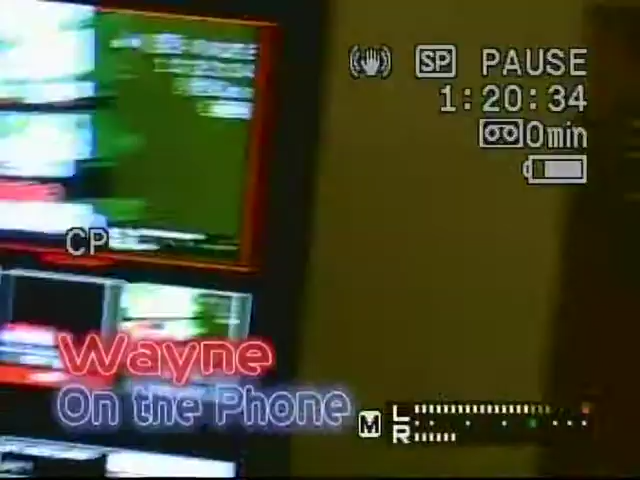 SP PAUSE
1:20:34
0min
CP
Wayne
On the Phone
M L
R